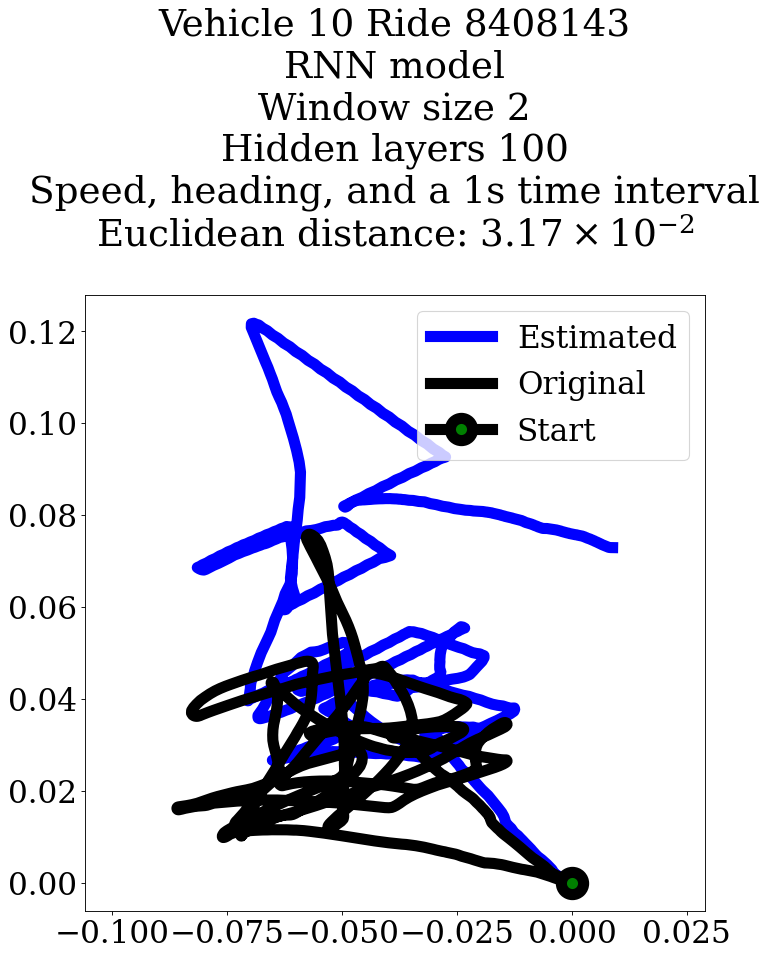 Vehicle 10 Ride 8408143
RNN model
Window size 2
Hidden layers 100
Speed, heading, and a 1s time interval
Euclidean distance: 3.17 × 10⁻²
Estimated
Original
Start
0.12
0.10
0.08
0.06
0.04
0.02
0.00
−0.100 −0.075 −0.050 −0.025 0.000 0.025